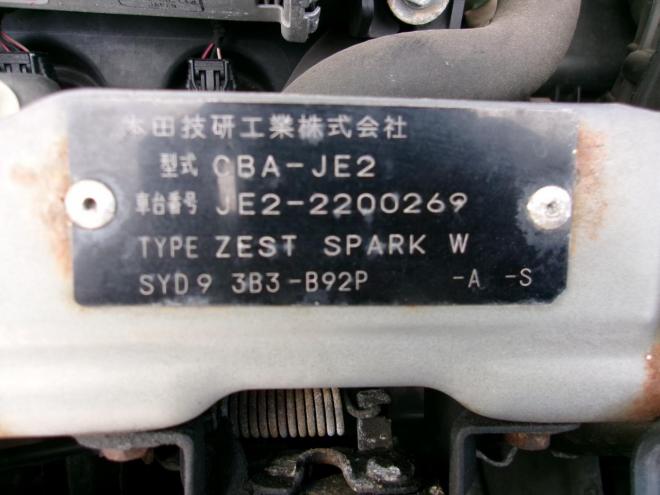 本田技研工業株式会社
型式 CBA-JE2
車台番号 JE2-2200269
TYPE ZEST SPARK W
SYD9 3B3-B92P -A -S